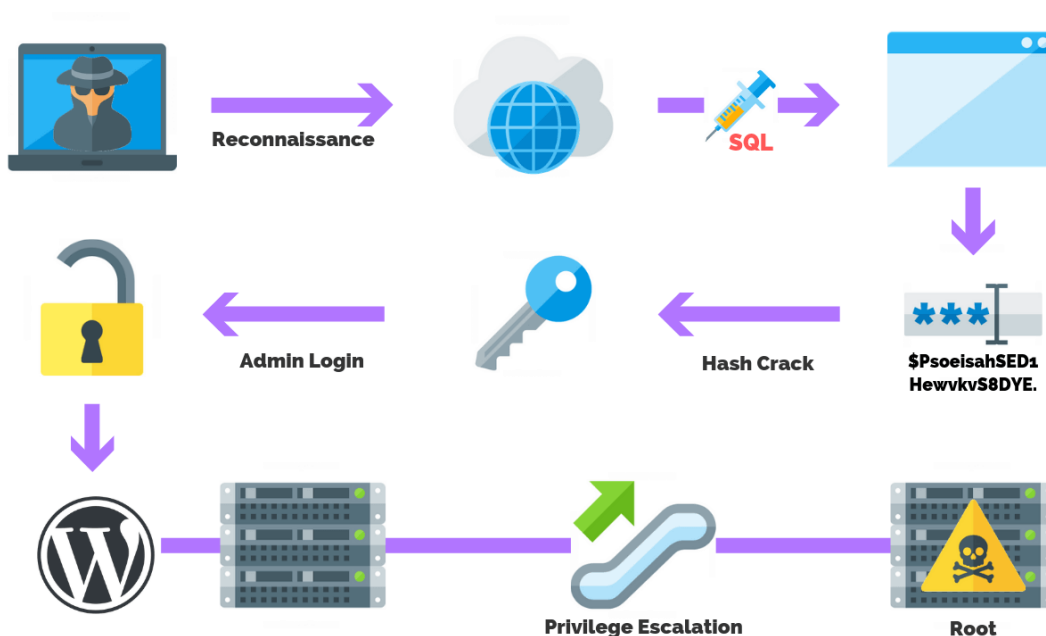 Reconnaissance
SQL
Admin Login
Hash Crack
$PsoeisahSED1
HewvkvS8DYE.
Privilege Escalation
Root